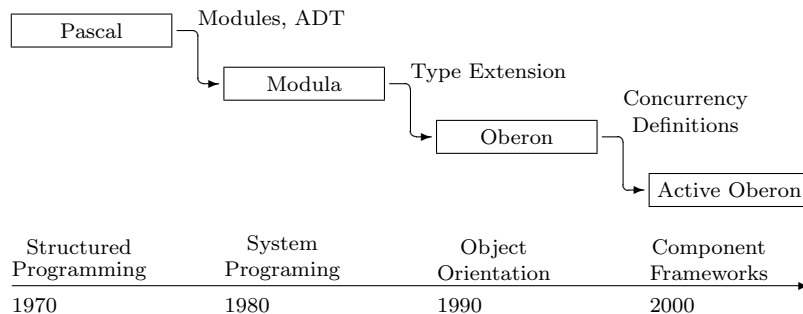 Pascal
Modules, ADT
Modula
Type Extension
Oberon
Concurrency
Definitions
Active Oberon
Structured
Programming
System
Programing
Object
Orientation
Component
Frameworks
1970
1980
1990
2000